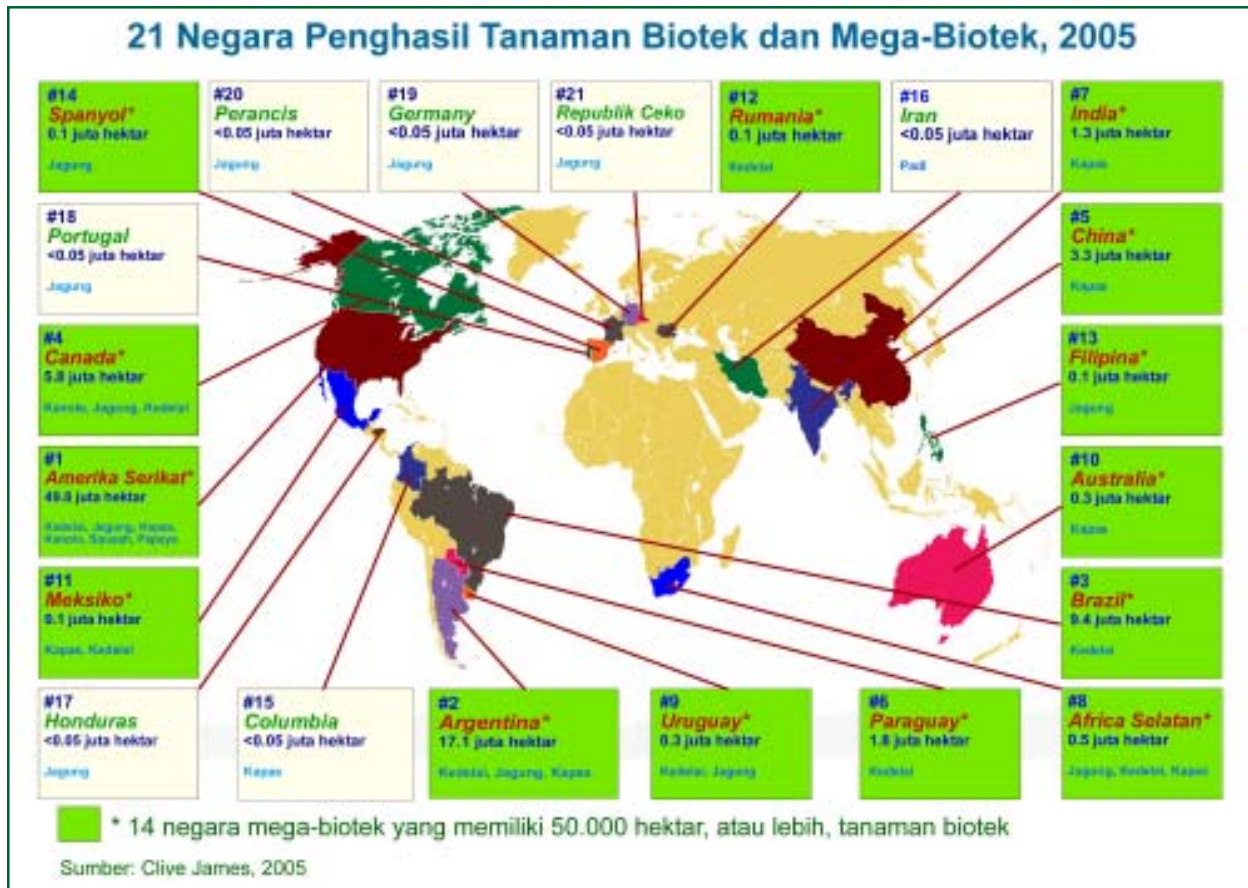 21 Negara Penghasil Tanaman Biotek dan Mega-Biotek, 2005
#14
Spanyol*
0.1 juta hektar
Jagung
#20
Perancis
<0.05 juta hektar
Jagung
#19
Germany
<0.05 juta hektar
Jagung
#21
Republik Ceko
<0.05 juta hektar
Jagung
#12
Rumania*
0.1 juta hektar
Kedelai
#16
Iran
<0.05 juta hektar
Padi
#7
India*
1.3 juta hektar
Kapas
#18
Portugal
<0.05 juta hektar
Jagung
#5
China*
3.3 juta hektar
Kapas
#4
Canada*
5.8 juta hektar
Kanola, Jagung, Kedelai
#13
Filipina*
0.1 juta hektar
Jagung
#1
Amerika Serikat*
49.8 juta hektar
Kedelai, Jagung, Kapas,
Kanola, Squash, Papaya
#10
Australia*
0.3 juta hektar
Kapas
#11
Meksiko*
0.1 juta hektar
Kapas, Kedelai
#3
Brazil*
9.4 juta hektar
Kedelai
#17
Honduras
<0.05 juta hektar
Jagung
#15
Columbia
<0.05 juta hektar
Kapas
#2
Argentina*
17.1 juta hektar
Kedelai, Jagung, Kapas
#9
Uruguay*
0.3 juta hektar
Kedelai, Jagung
#6
Paraguay*
1.8 juta hektar
Kedelai
#8
Africa Selatan*
0.5 juta hektar
Jagung, Kedelai, Kapas
* 14 negara mega-biotek yang memiliki 50.000 hektar, atau lebih, tanaman biotek
Sumber: Clive James, 2005